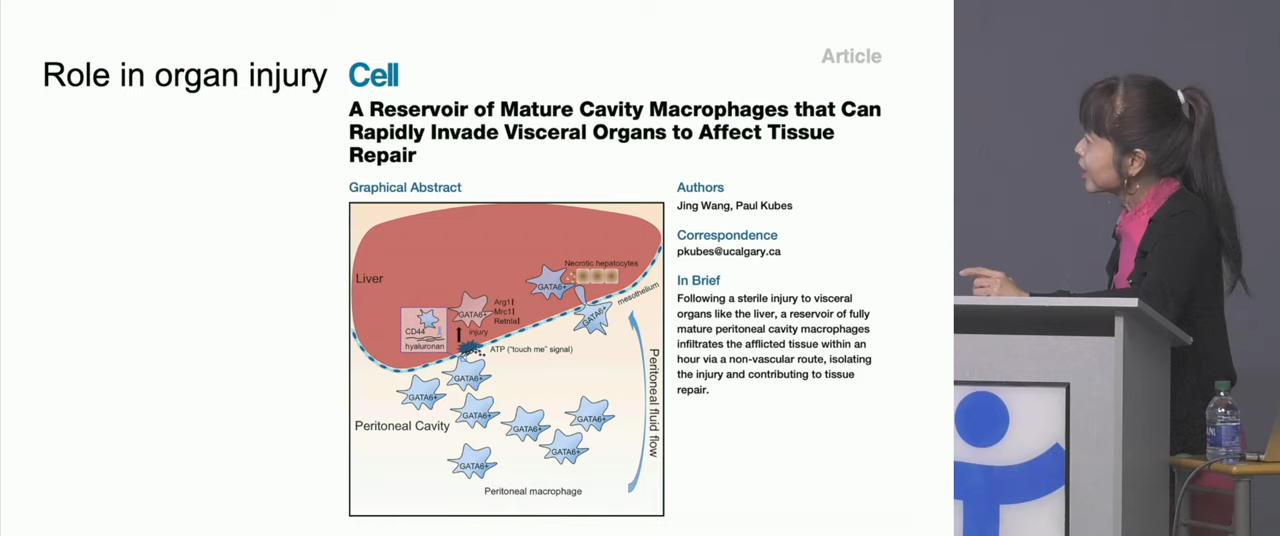 Role in organ injury
Cell
Article
A Reservoir of Mature Cavity Macrophages that Can
Rapidly Invade Visceral Organs to Affect Tissue
Repair
Graphical Abstract
Liver
Necrotic hepatocytes
GATA6+
mesothelium
GATA6+
Arg1
Mrc1
Retnla
GATA6+
injury
CD44
hyaluronan
ATP ("touch me" signal)
GATA6+
GATA6+
GATA6+
GATA6+
GATA6+
GATA6+
GATA6+
Peritoneal Cavity
Peritoneal macrophage
Peritoneal fluid flow
Authors
Jing Wang, Paul Kubes
Correspondence
pkubes@ucalgary.ca
In Brief
Following a sterile injury to visceral
organs like the liver, a reservoir of fully
mature peritoneal cavity macrophages
infiltrates the afflicted tissue within an
hour via a non-vascular route, isolating
the injury and contributing to tissue
repair.